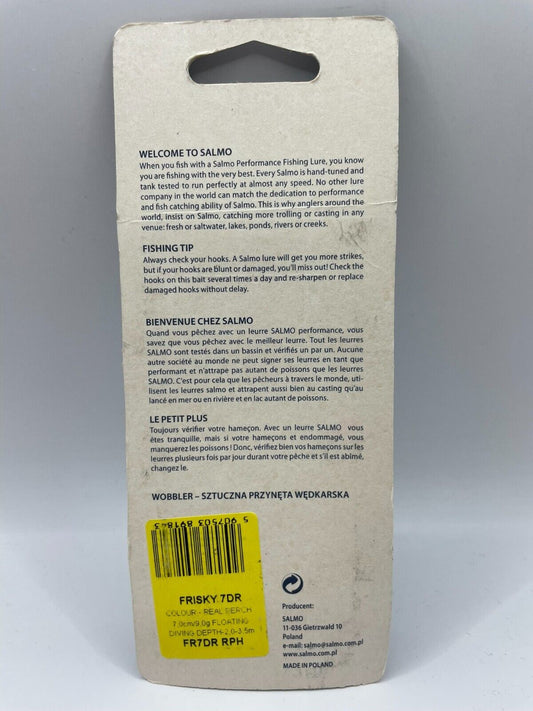 WELCOME TO SALMO
When you fish with a Salmo Performance Fishing Lure, you know
you are fishing with the very best. Every Salmo is hand-tuned and
tank tested to run perfectly at almost any speed. No other lure
company in the world can match the dedication to performance
and fish catching ability of Salmo. This is why anglers around the
world, insist on Salmo, catching more trolling or casting in any
venue: fresh or saltwater, lakes, ponds, rivers or creeks.
FISHING TIP
Always check your hooks. A Salmo lure will get you more strikes,
but if your hooks are Blunt or damaged, you'll miss out! Check the
hooks on this bait several times a day and re-sharpen or replace
damaged hooks without delay.
BIENVENUE CHEZ SALMO
Quand vous pêchez avec un leurre SALMO performance, vous
savez que vous pêchez avec le meilleur leurre. Tout les leurres
SALMO sont testés dans un bassin et vérifiés un par un. Aucune
autre société au monde ne peut signer ses leurres en tant que
performant et n'attrape pas autant de poissons que les leurres
SALMO. C'est pour cela que les pêcheurs à travers le monde, uti-
lisent les leurres salmo et attrapent aussi bien au casting qu'au
lancé en mer ou en rivière et en lac autant de poissons.
LE PETIT PLUS
Toujours vérifier votre hameçon. Avec un leurre SALMO vous
êtes tranquille, mais si votre hameçons et endommagé, vous
manquerez les poissons ! Donc, vérifiez bien vos hameçons sur les
leurres plusieurs fois par jour durant votre pêche et s'il est abîmé,
changez le.
WOBBLER – SZTUCZNA PRZYNĘTA WĘDKARSKA
5 907503 891843
FRISKY 7DR
COLOUR - REAL PERCH
7,0cm/9,0g FLOATING
DIVING DEPTH-2,0-3,5m
FR7DR RPH
Producent:
SALMO
11-036 Gietrzwałd 10
Poland
e-mail: salmo@salmo.com.pl
www.salmo.com.pl
MADE IN POLAND